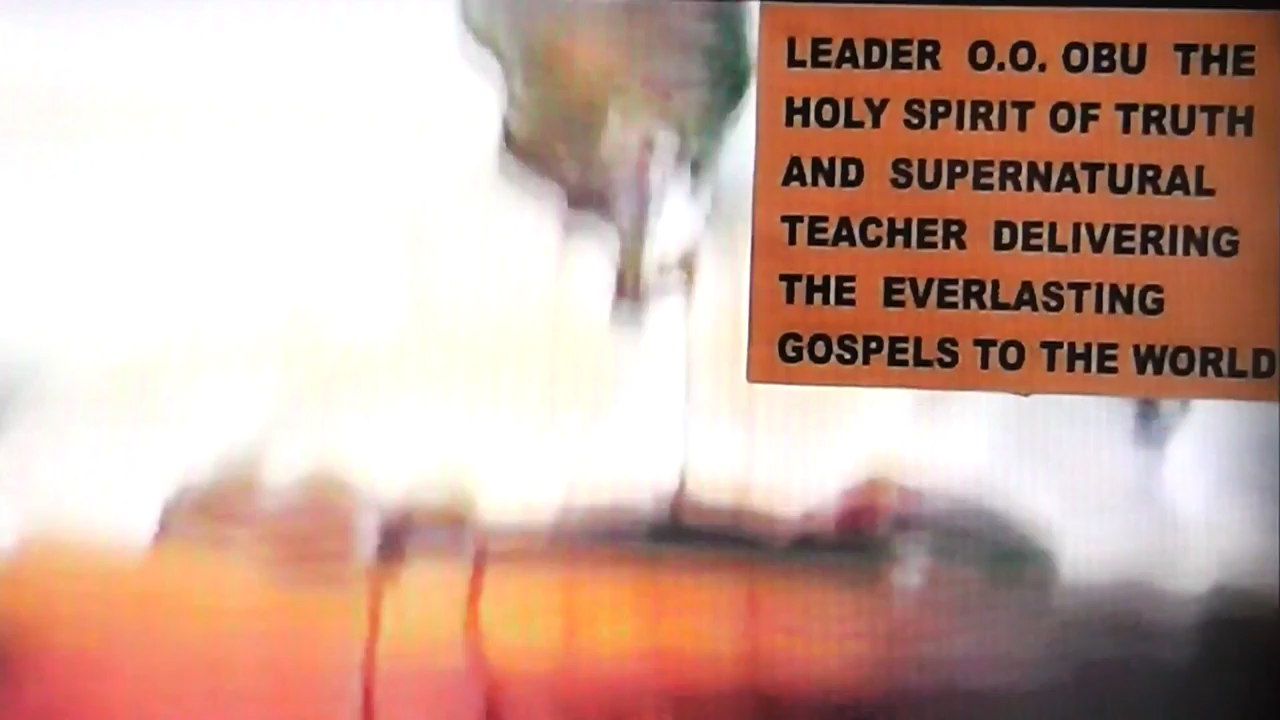 LEADER O.O. OBU THE
HOLY SPIRIT OF TRUTH
AND SUPERNATURAL
TEACHER DELIVERING
THE EVERLASTING
GOSPELS TO THE WORLD